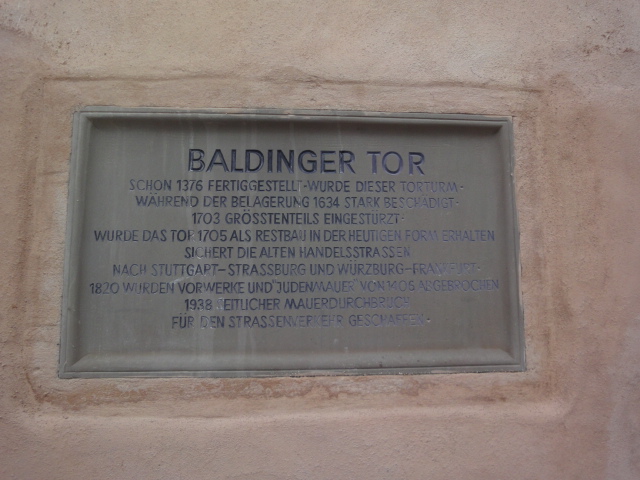 BALDINGER TOR
SCHON 1376 FERTIGGESTELLT · WURDE DIESER TORTURM ·
WÄHREND DER BELAGERUNG 1634 STARK BESCHÄDIGT ·
1703 GRÖSSTENTEILS EINGESTÜRZT ·
WURDE DAS TOR 1705 ALS RESTBAU IN DER HEUTIGEN FORM ERHALTEN
SICHERT DIE ALTEN HANDELSSTRASSEN
NACH STUTTGART – STRASSBURG UND WÜRZBURG – FRANKFURT ·
1820 WURDEN VORWERKE UND "JUDENMAUER" VON 1406 ABGEBROCHEN
1938 SEITLICHER MAUERDURCHBRUCH
FÜR DEN STRASSENVERKEHR GESCHAFFEN ·